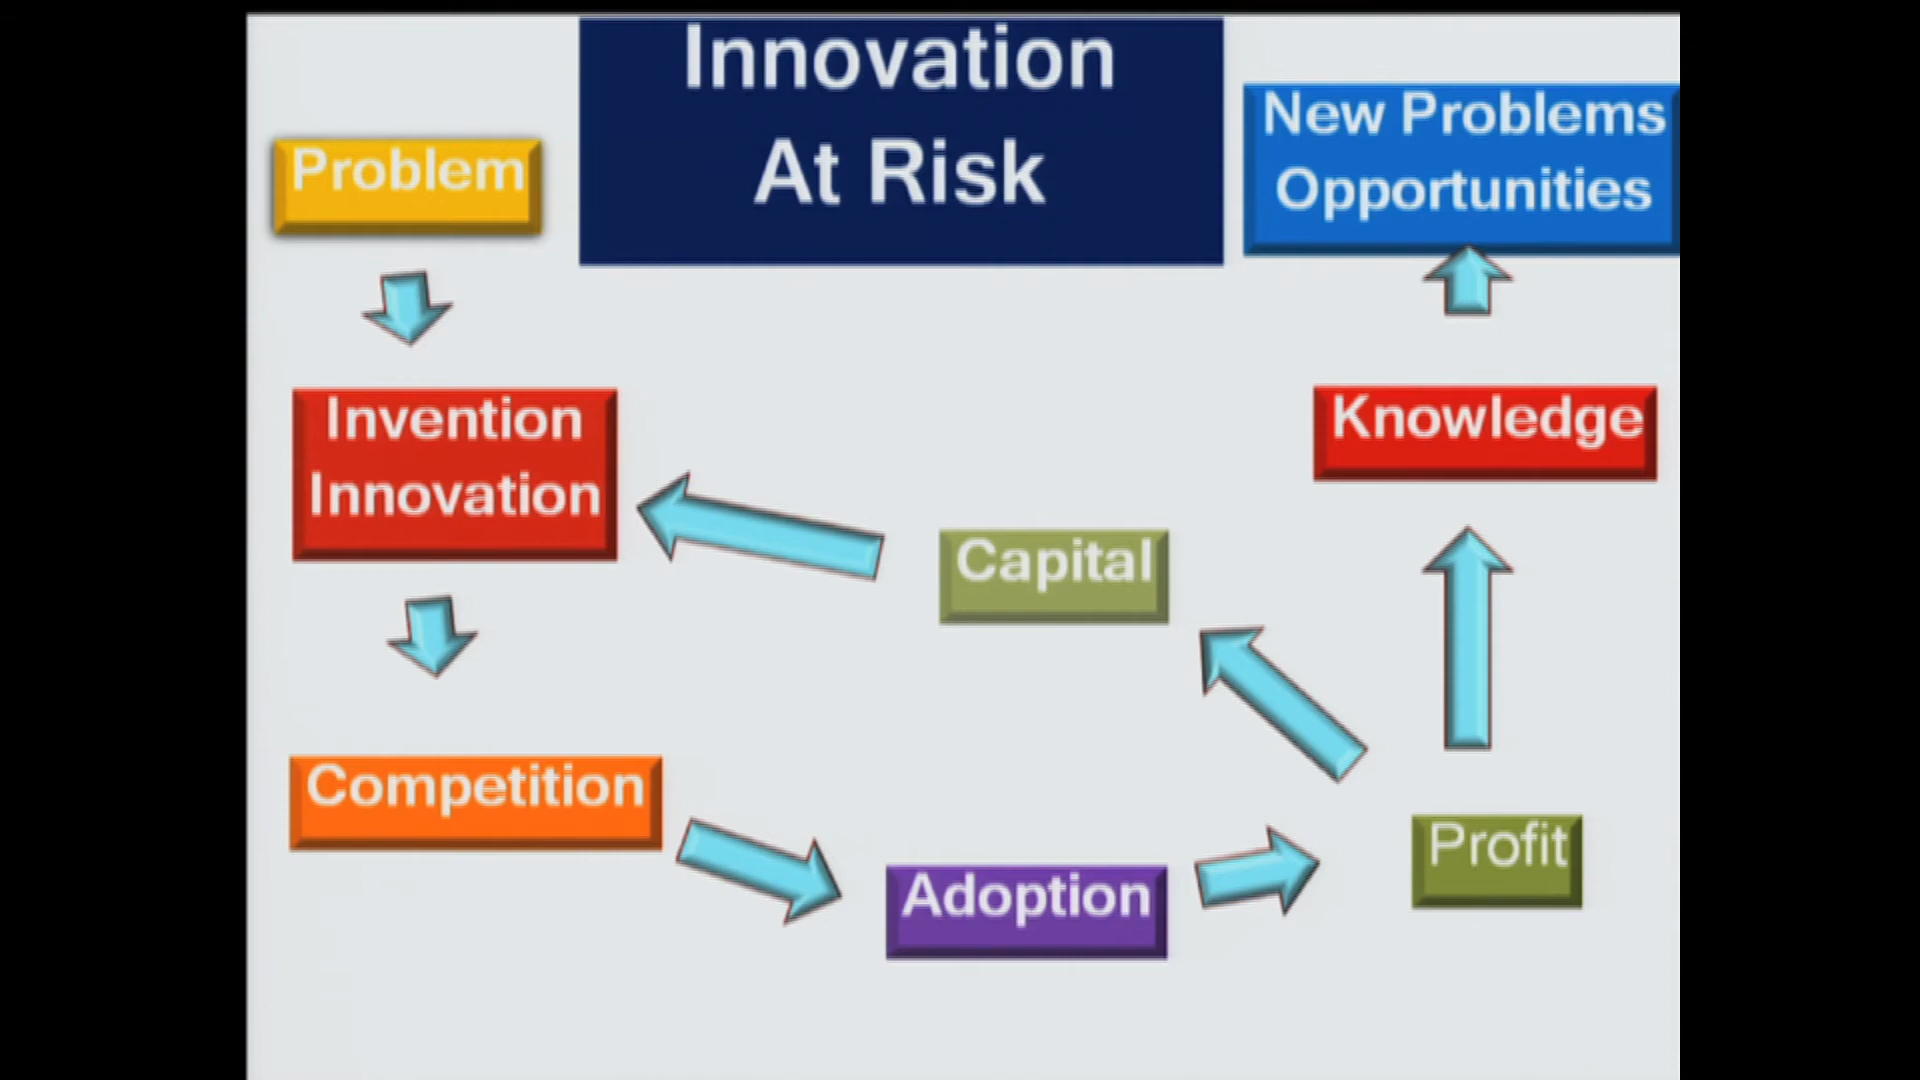 Innovation
At Risk
Problem
New Problems
Opportunities
Invention
Innovation
Knowledge
Capital
Competition
Adoption
Profit